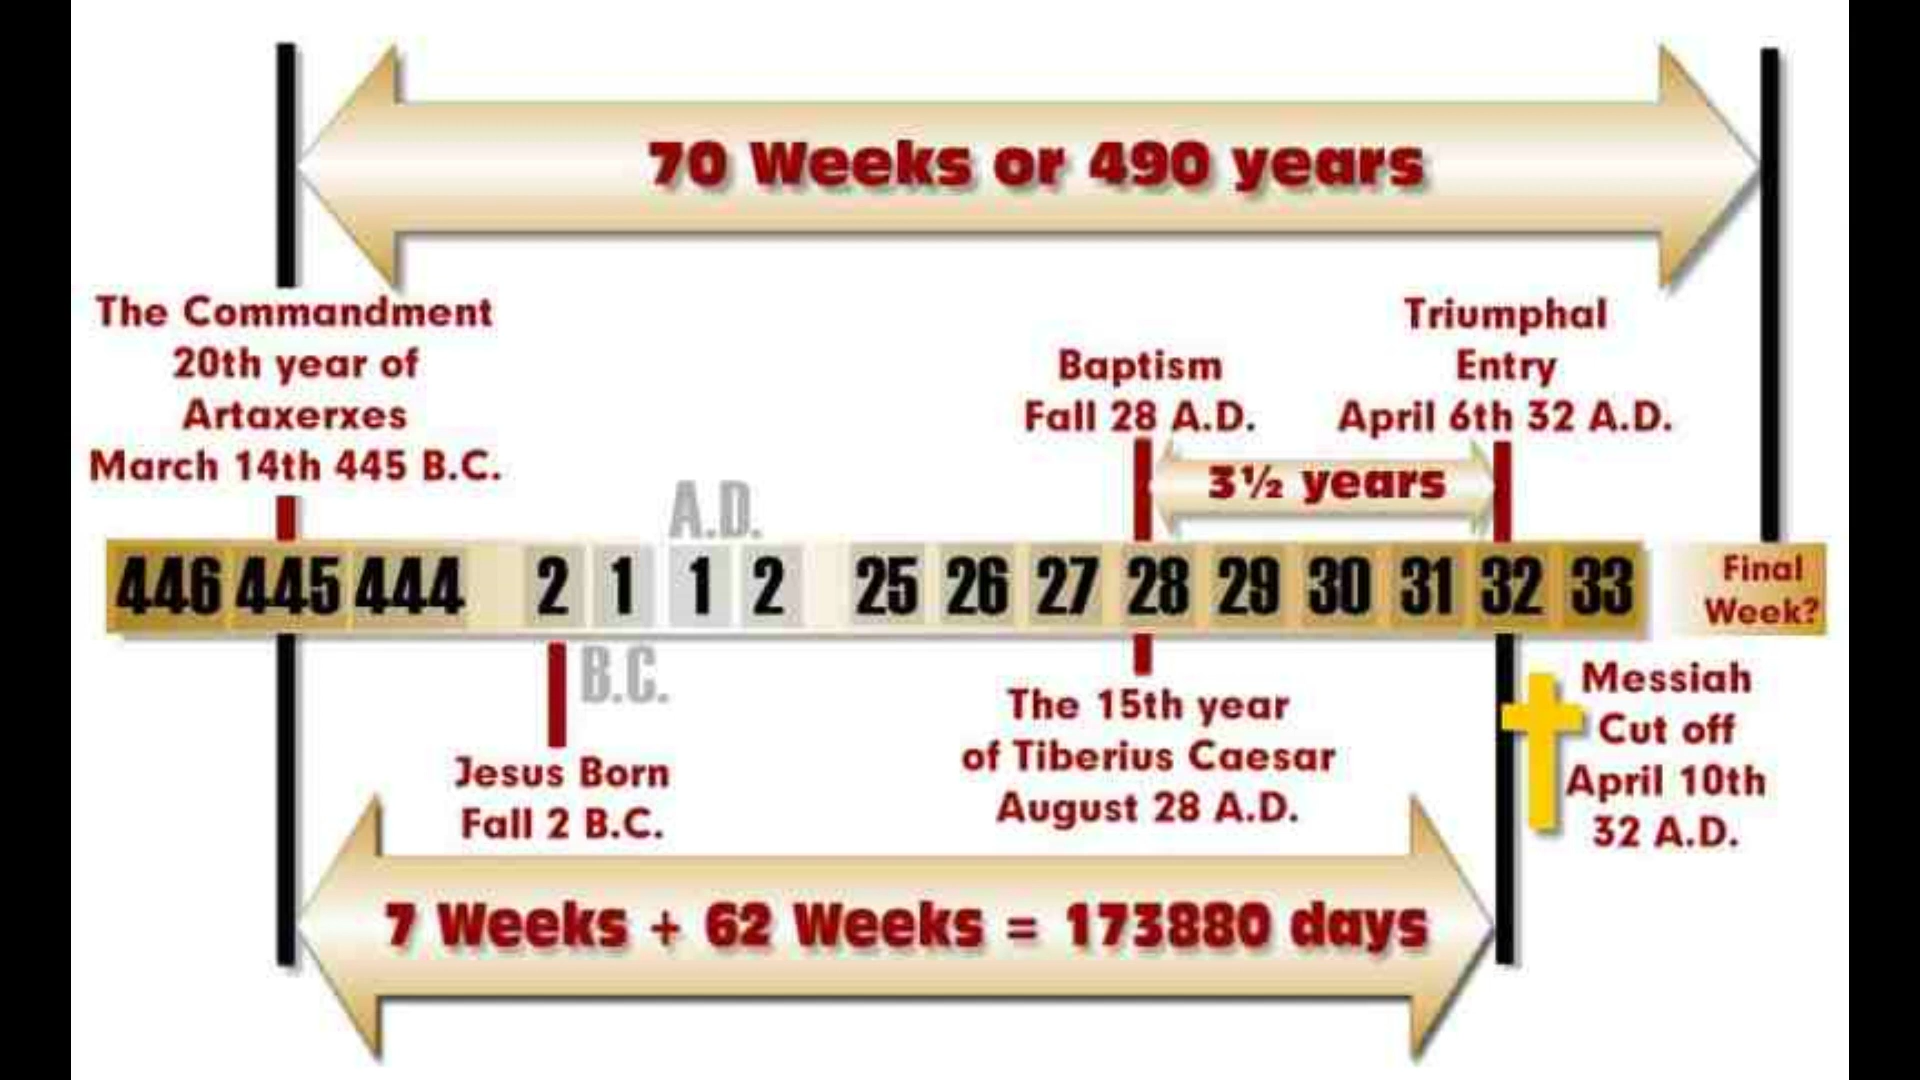 70 Weeks or 490 years
The Commandment
20th year of
Artaxerxes
March 14th 445 B.C.
Baptism
Fall 28 A.D.
Triumphal
Entry
April 6th 32 A.D.
3½ years
A.D.
446 445 444 2 1 1 2 25 26 27 28 29 30 31 32 33
Final
Week?
B.C.
Jesus Born
Fall 2 B.C.
The 15th year
of Tiberius Caesar
August 28 A.D.
Messiah
Cut off
April 10th
32 A.D.
7 Weeks + 62 Weeks = 173880 days